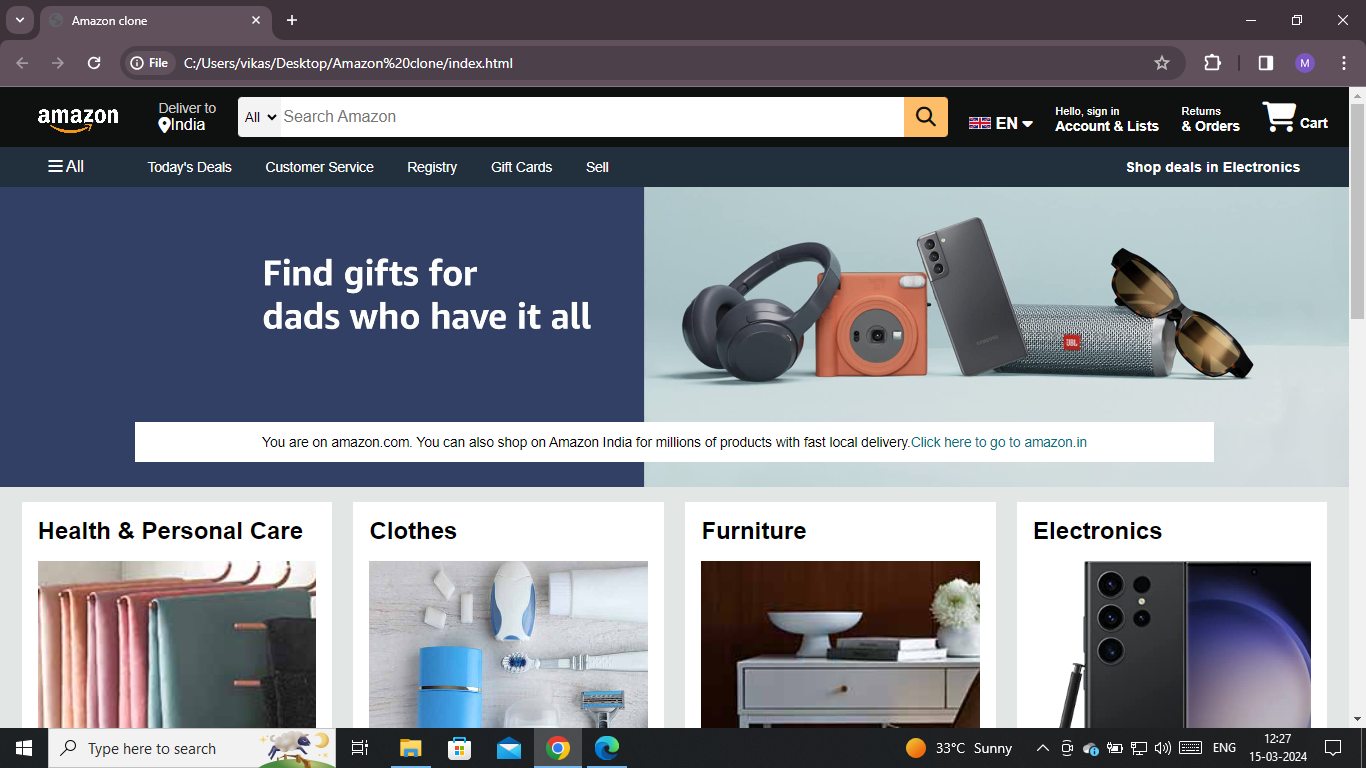 Amazon clone
File
C:/Users/vikas/Desktop/Amazon%20clone/index.html
M
amazon
Deliver to
India
All
Search Amazon
EN
Hello, sign in
Account & Lists
Returns
& Orders
Cart
All
Today's Deals
Customer Service
Registry
Gift Cards
Sell
Shop deals in Electronics
Find gifts for
dads who have it all
SAMSUNG
JBL
You are on amazon.com. You can also shop on Amazon India for millions of products with fast local delivery.Click here to go to amazon.in
Health & Personal Care
Clothes
Furniture
Electronics
Type here to search
33°C Sunny
ENG
12:27
15-03-2024